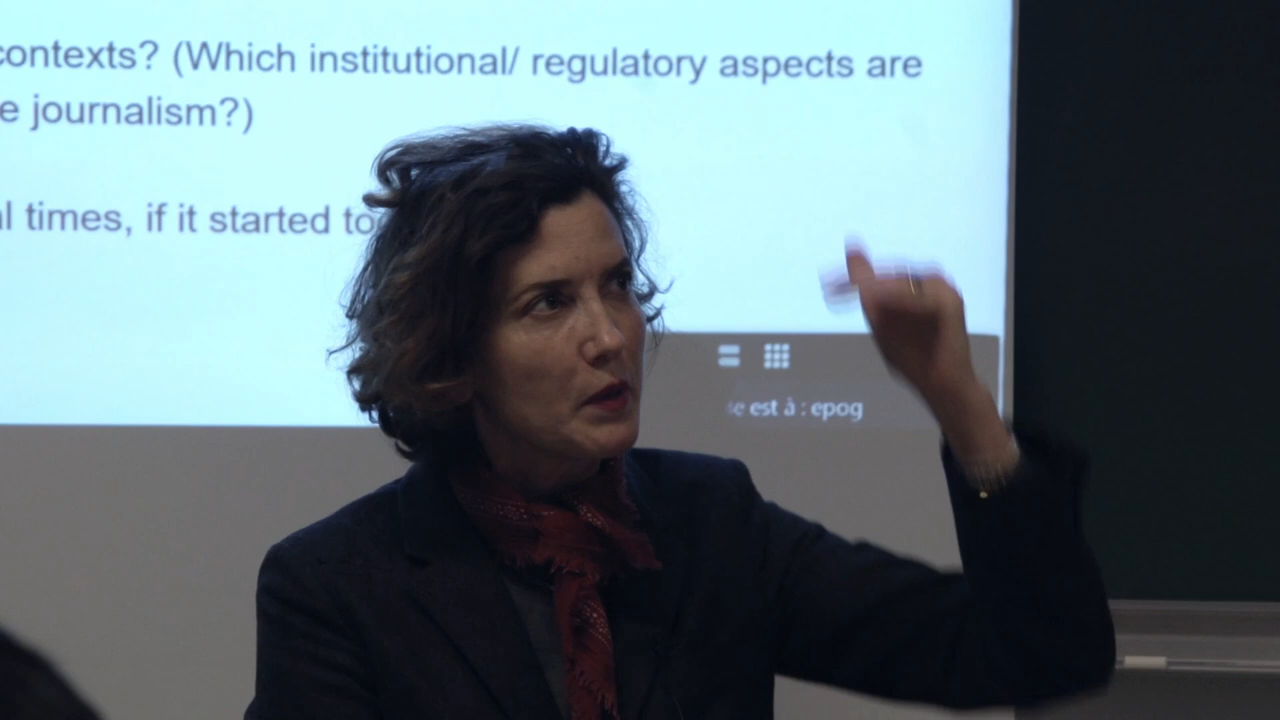 contexts? (Which institutional/ regulatory aspects are
e journalism?)
l times, if it started to
e est à : epog